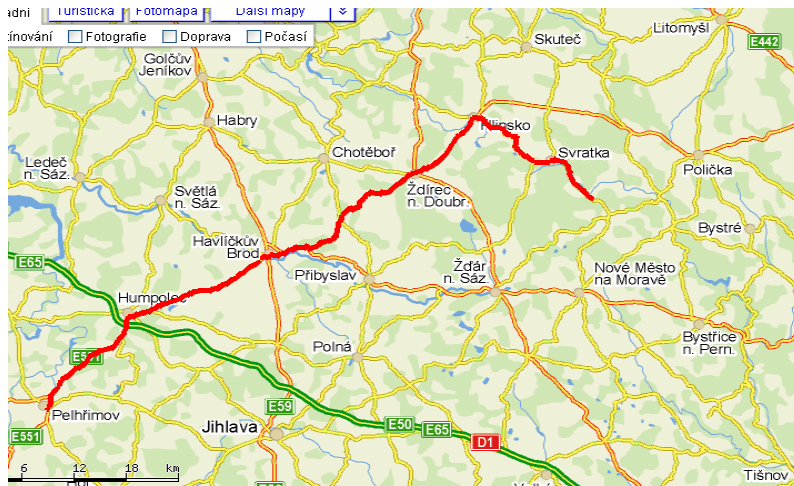 adní Turistická Fotomapa Další mapy
tínování Fotografie Doprava Počasí
Litomyšl
Skuteč
E442
Golčův
Jeníkov
Habry
Hlinsko
Chotěboř
Svratka
Polička
Ledeč
n. Sáz.
Světlá
n. Sáz.
Ždírec
n. Doubr.
Bystré
Havlíčkův
Brod
E65
Přibyslav
Žďár
n. Sáz.
Nové Město
na Moravě
Humpolec
Bystřice
n. Pern.
Polná
E551
Pelhřimov
E59
E551
Jihlava
E50
E65
D1
6 12 18 km
Tišnov